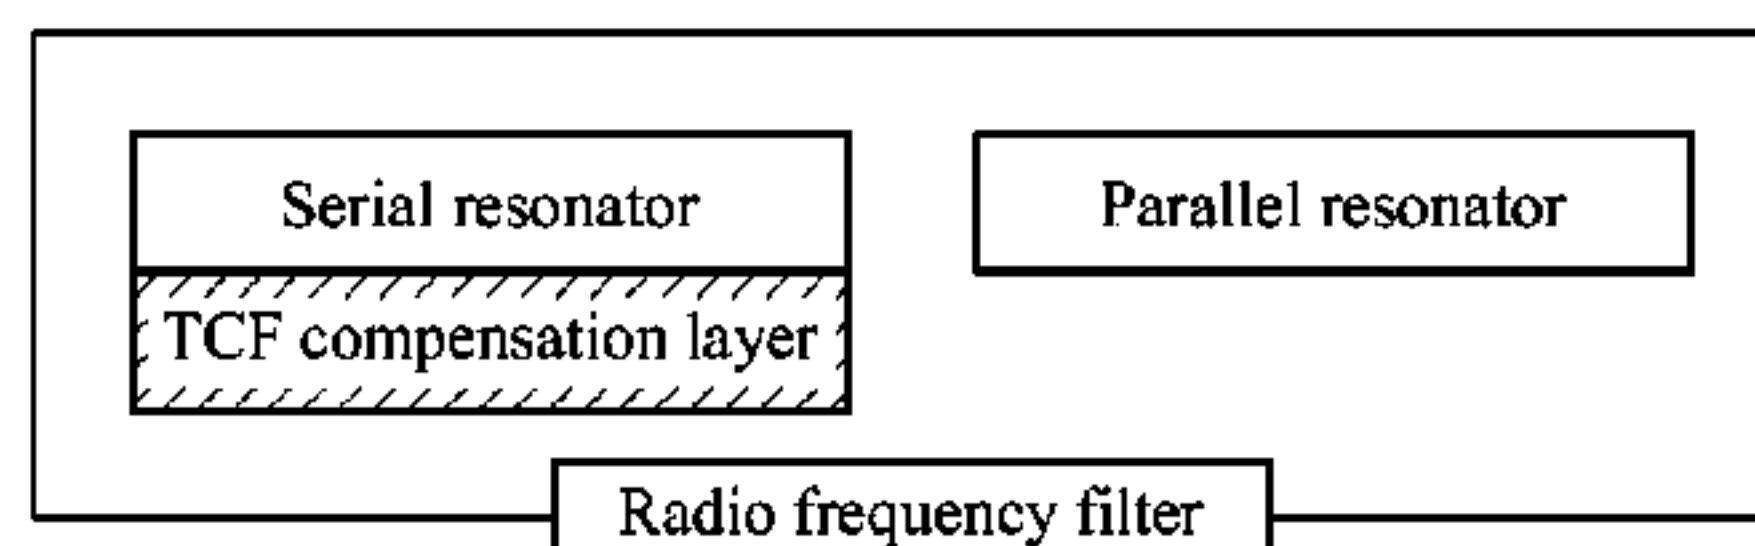 Serial resonator
Parallel resonator
TCF compensation layer
Radio frequency filter